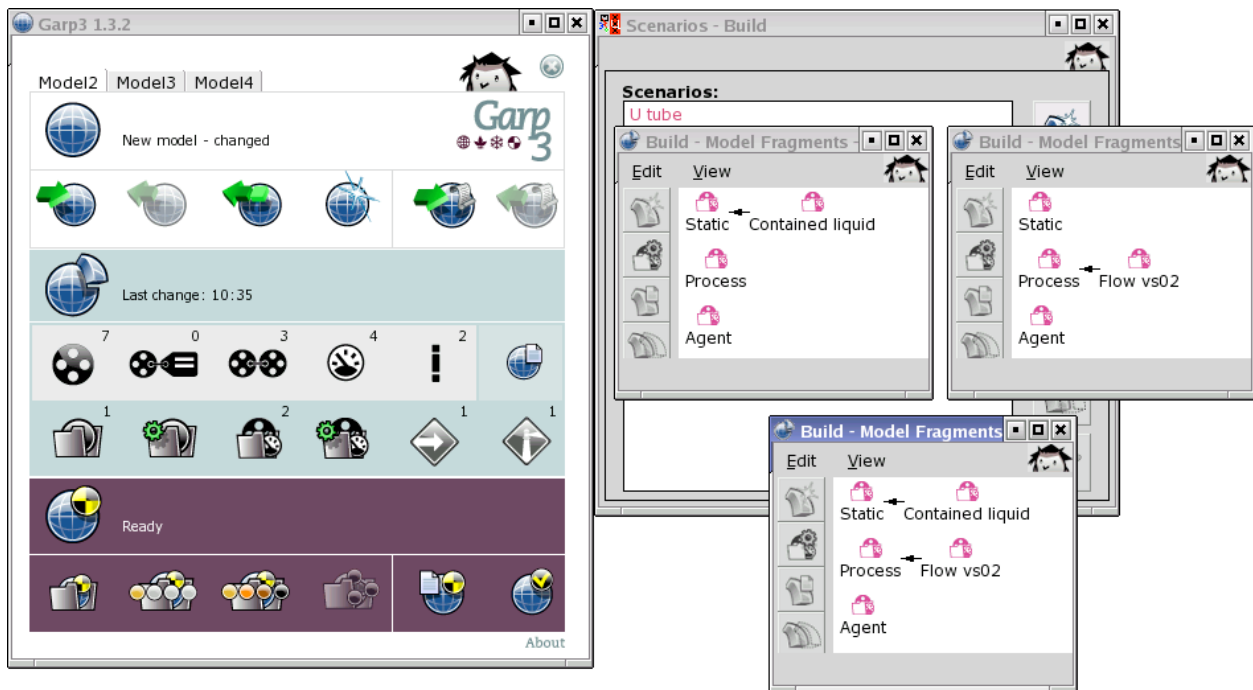 Garp3 1.3.2
Model2 Model3 Model4
New model - changed
Garp
3
Last change: 10:35
7 0 3 4 2
1 2 1 1
Ready
About
Scenarios - Build
Scenarios:
U tube
Build - Model Fragments -
Edit View
Static Contained liquid
Process
Agent
Build - Model Fragments
Edit View
Static
Process Flow vs02
Agent
Build - Model Fragments
Edit View
Static Contained liquid
Process Flow vs02
Agent